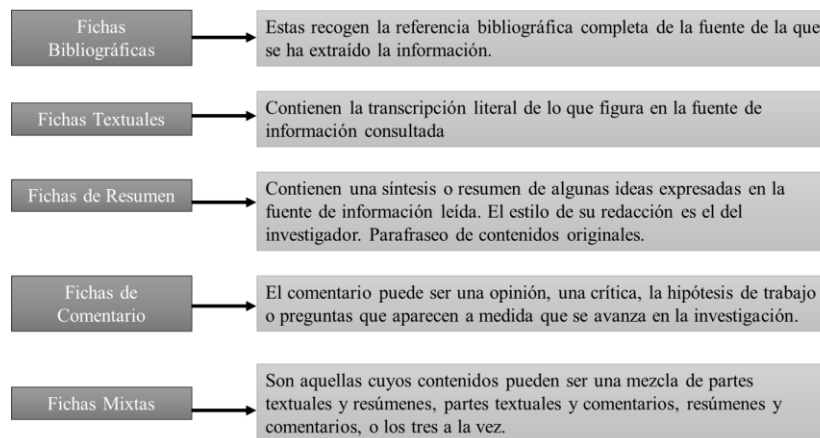 Fichas
Bibliográficas
Estas recogen la referencia bibliográfica completa de la fuente de la que
se ha extraído la información.
Fichas Textuales
Contienen la transcripción literal de lo que figura en la fuente de
información consultada
Fichas de Resumen
Contienen una síntesis o resumen de algunas ideas expresadas en la
fuente de información leída. El estilo de su redacción es el del
investigador. Parafraseo de contenidos originales.
Fichas de
Comentario
El comentario puede ser una opinión, una crítica, la hipótesis de trabajo
o preguntas que aparecen a medida que se avanza en la investigación.
Fichas Mixtas
Son aquellas cuyos contenidos pueden ser una mezcla de partes
textuales y resúmenes, partes textuales y comentarios, resúmenes y
comentarios, o los tres a la vez.